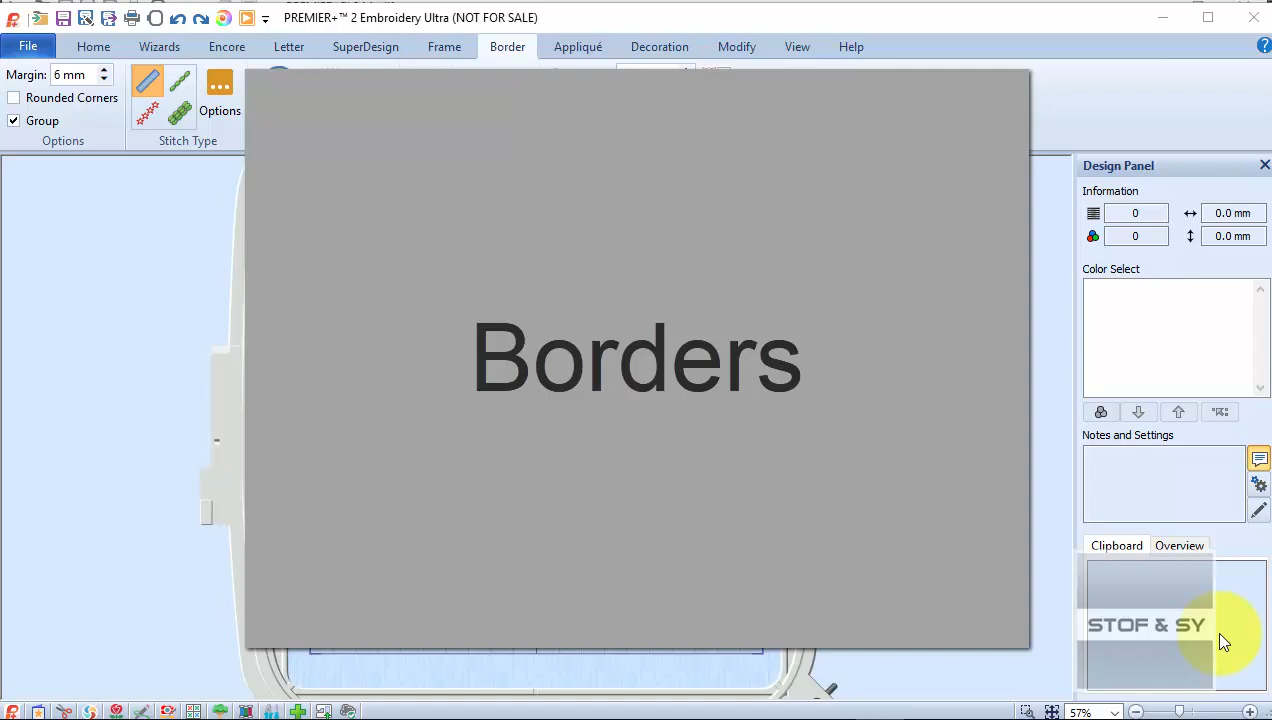 PREMIER+™ 2 Embroidery Ultra (NOT FOR SALE)
File Home Wizards Encore Letter SuperDesign Frame Border Appliqué Decoration Modify View Help
Margin: 6 mm
Rounded Corners
Group
Options
Options
Stitch Type
Borders
Design Panel
Information
0 0.0 mm
0 0.0 mm
Color Select
Notes and Settings
Clipboard Overview
STOF & SY
57%